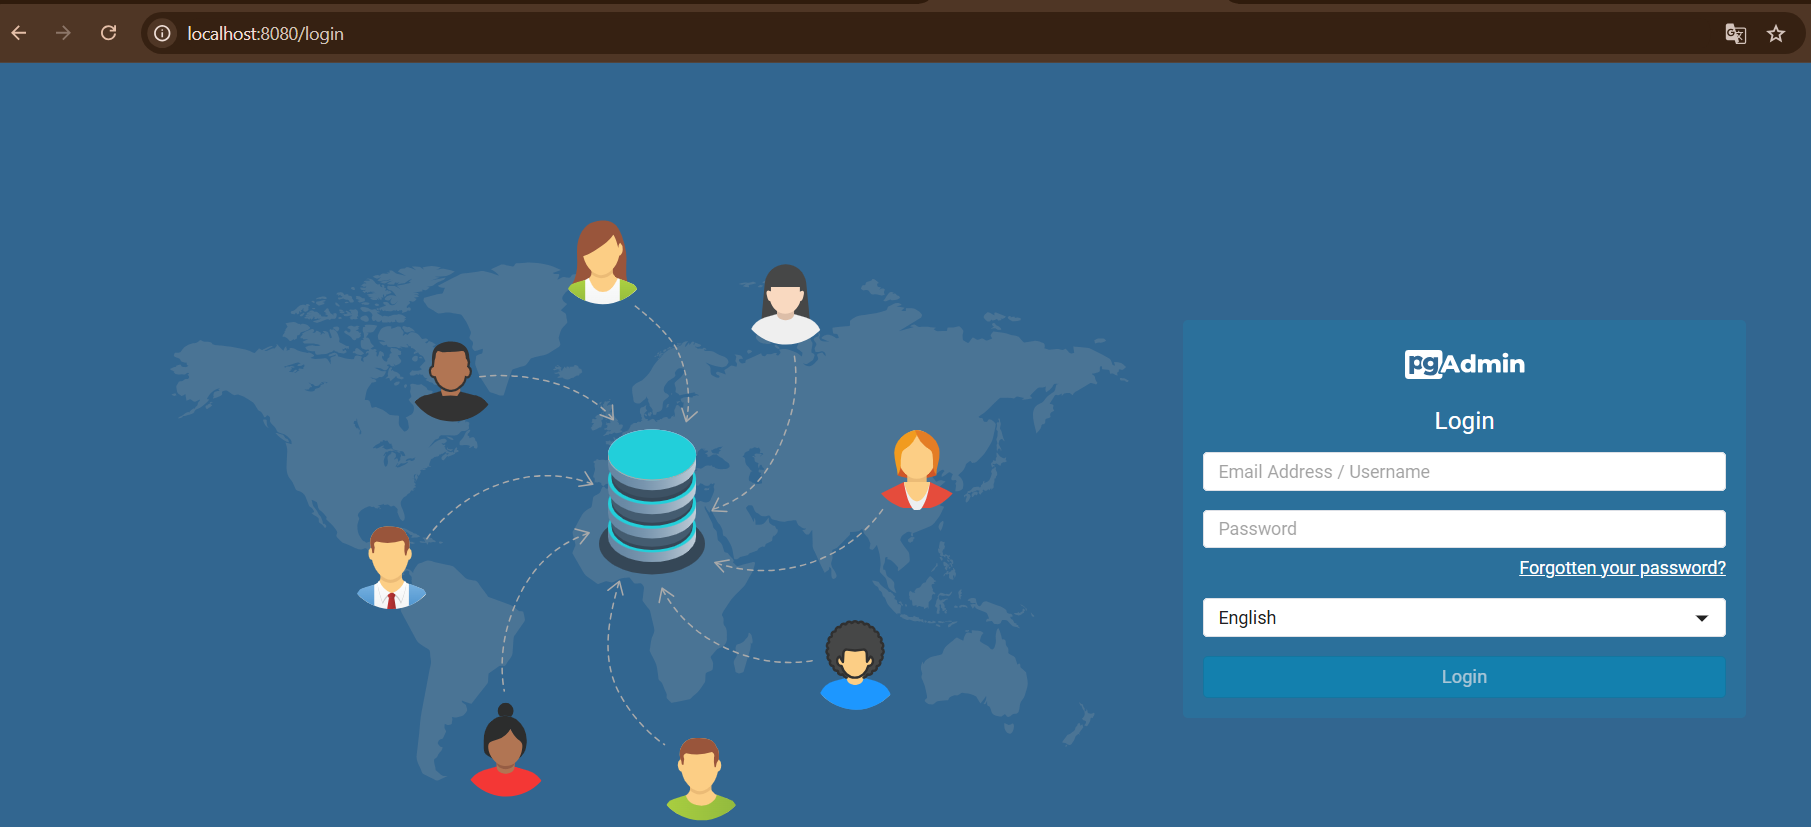 localhost:8080/login
pgAdmin
Login
Email Address / Username
Password
Forgotten your password?
English
Login